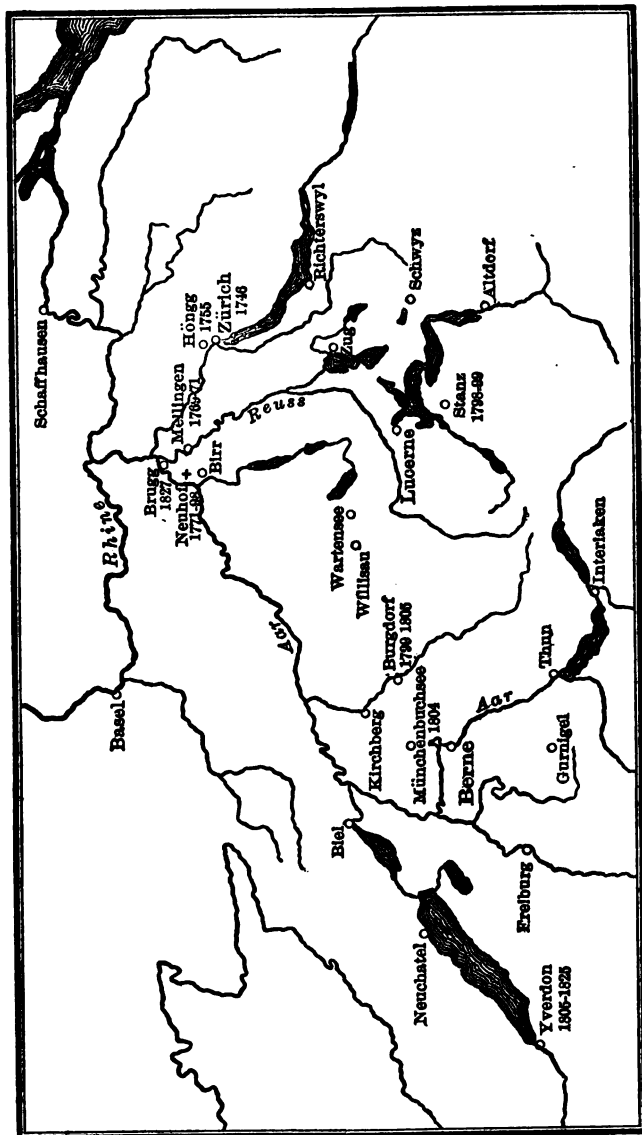 Schaffhausen
Rhine
Basel
Höngg
1755
Zürich
1746
Mellingen
Brugg
1827
Neuhof +
Birr
Reuss
Richterswyl
Zug
Schwyz
Altdorf
Stanz
1798-99
Lucerne
Wartensee
Willisau
Aar
Burgdorf
1799 1805
Kirchberg
Münchenbuchsee
1804
Berne
Aar
Thun
Interlaken
Gurnigel
Biel
Freiburg
Neuchatel
Yverdon
1805-1825